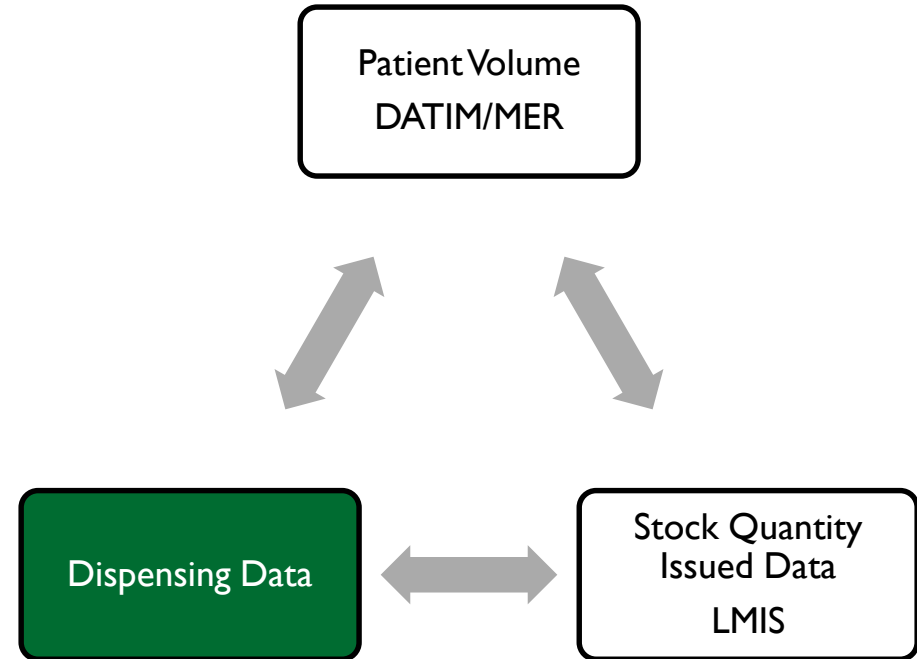 Patient Volume
DATIM/MER
Dispensing Data
Stock Quantity
Issued Data
LMIS